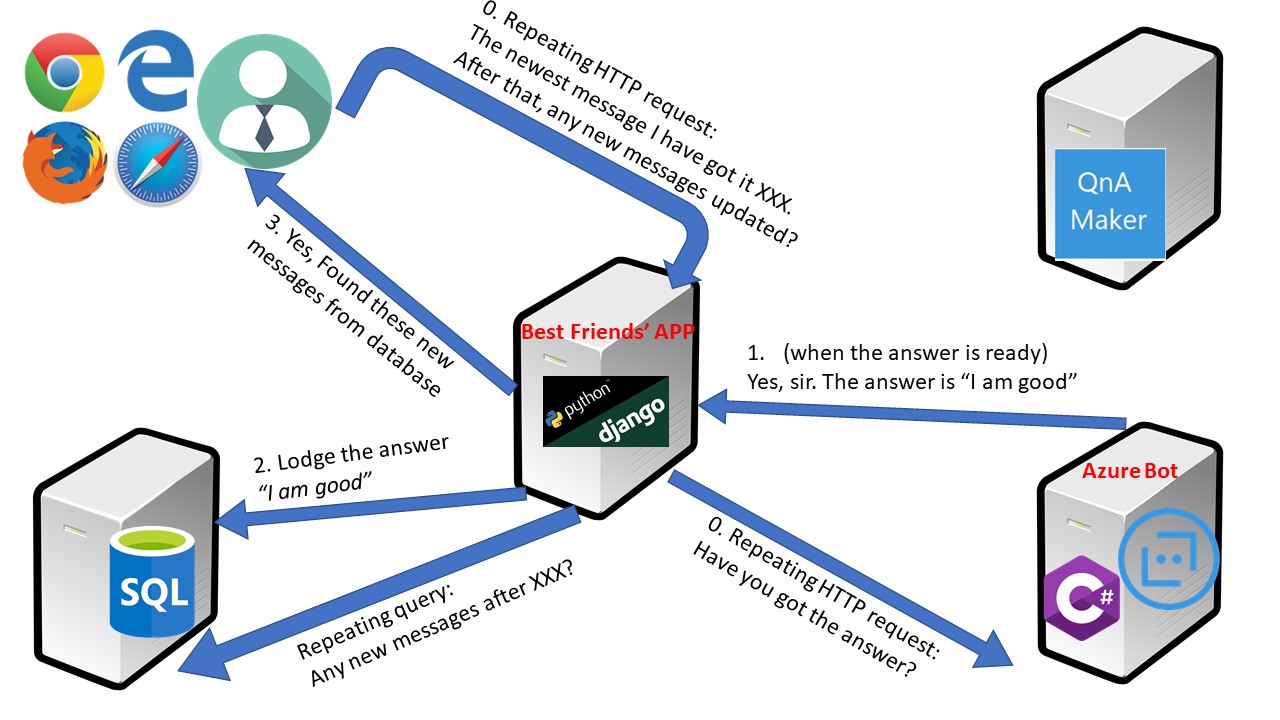 0. Repeating HTTP request:
The newest message I have got it XXX.
After that, any new messages updated?
QnA
Maker
3. Yes, Found these new
messages from database
Best Friends’ APP
python™
django
1. (when the answer is ready)
Yes, sir. The answer is “I am good”
2. Lodge the answer
“I am good”
Azure Bot
SQL
C#
0. Repeating HTTP request:
Have you got the answer?
Repeating query:
Any new messages after XXX?